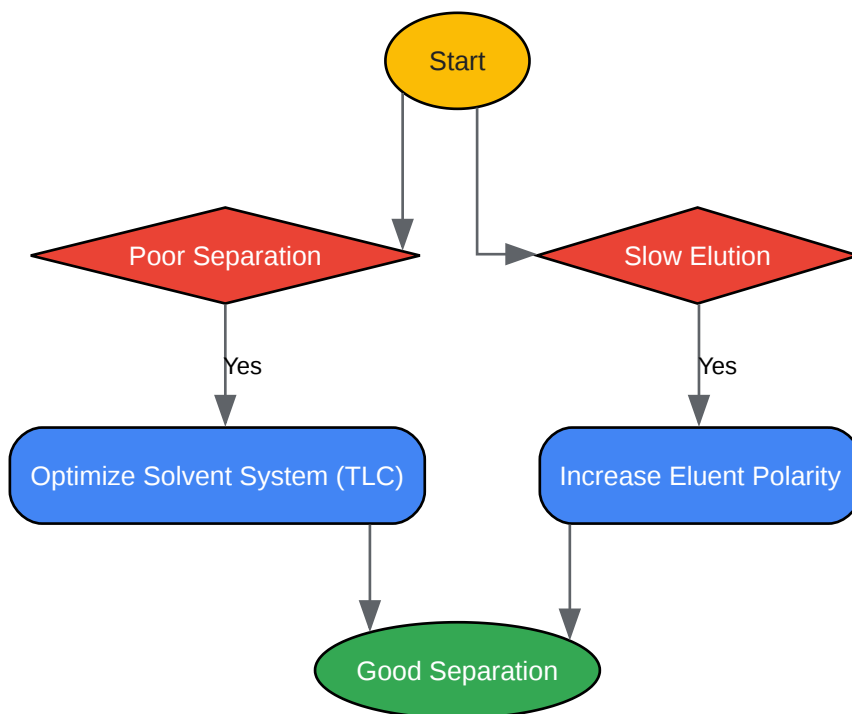 Start
Poor Separation
Slow Elution
Yes
Yes
Optimize Solvent System (TLC)
Increase Eluent Polarity
Good Separation